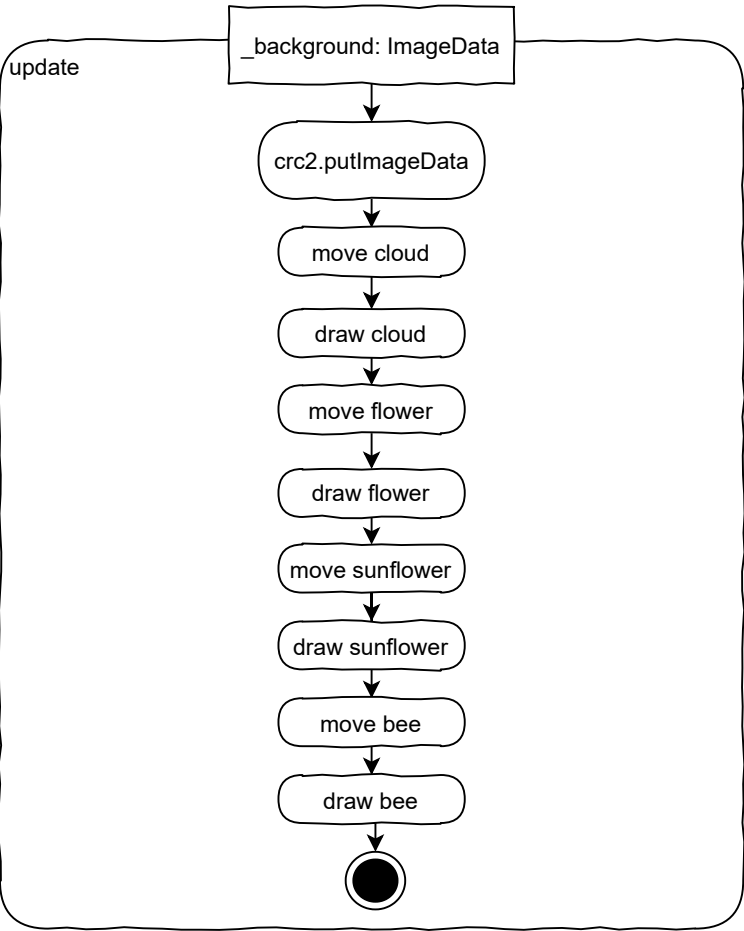 _background: ImageData
update
crc2.putImageData
move cloud
draw cloud
move flower
draw flower
move sunflower
draw sunflower
move bee
draw bee